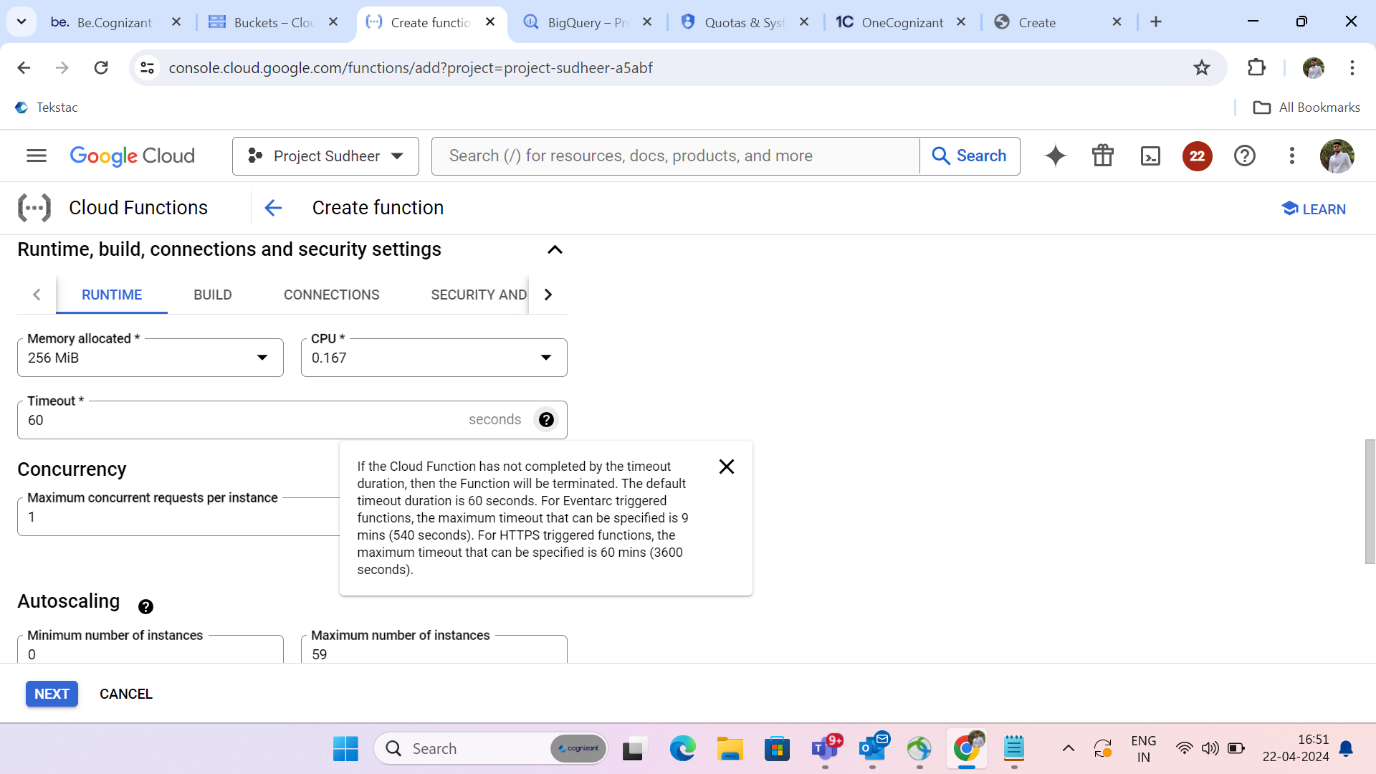 be. Be.Cognizant
Buckets – Clou
Create functio
BigQuery – Pr
Quotas & Syst
1C OneCognizant
Create
console.cloud.google.com/functions/add?project=project-sudheer-a5abf
Tekstac
All Bookmarks
Google Cloud
Project Sudheer
Search (/) for resources, docs, products, and more
Search
22
Cloud Functions
Create function
LEARN
Runtime, build, connections and security settings
RUNTIME
BUILD
CONNECTIONS
SECURITY AND
Memory allocated *
256 MiB
CPU *
0.167
Timeout *
60
seconds
If the Cloud Function has not completed by the timeout
duration, then the Function will be terminated. The default
timeout duration is 60 seconds. For Eventarc triggered
functions, the maximum timeout that can be specified is 9
mins (540 seconds). For HTTPS triggered functions, the
maximum timeout that can be specified is 60 mins (3600
seconds).
Concurrency
Maximum concurrent requests per instance
1
Autoscaling
Minimum number of instances
0
Maximum number of instances
59
NEXT
CANCEL
Search
cognizant
9+
ENG
IN
16:51
22-04-2024